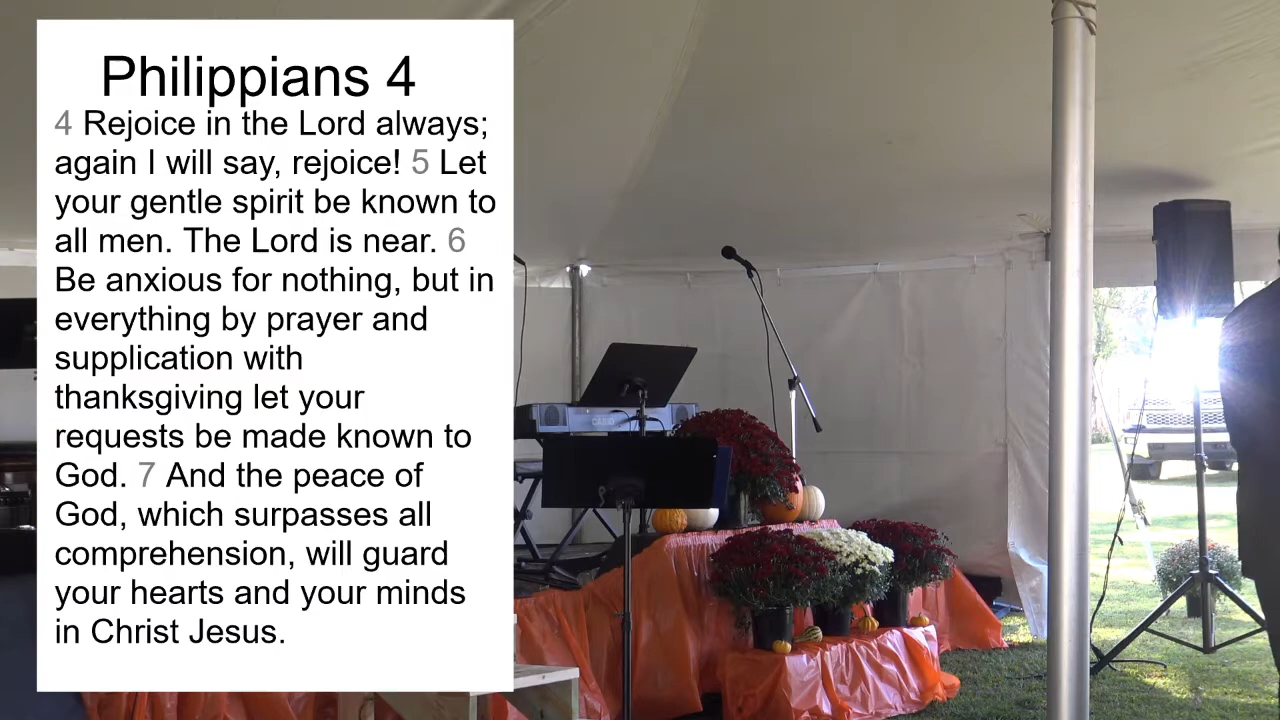 Philippians 4
4 Rejoice in the Lord always;
again I will say, rejoice! 5 Let
your gentle spirit be known to
all men. The Lord is near. 6
Be anxious for nothing, but in
everything by prayer and
supplication with
thanksgiving let your
requests be made known to
God. 7 And the peace of
God, which surpasses all
comprehension, will guard
your hearts and your minds
in Christ Jesus.
CASIO